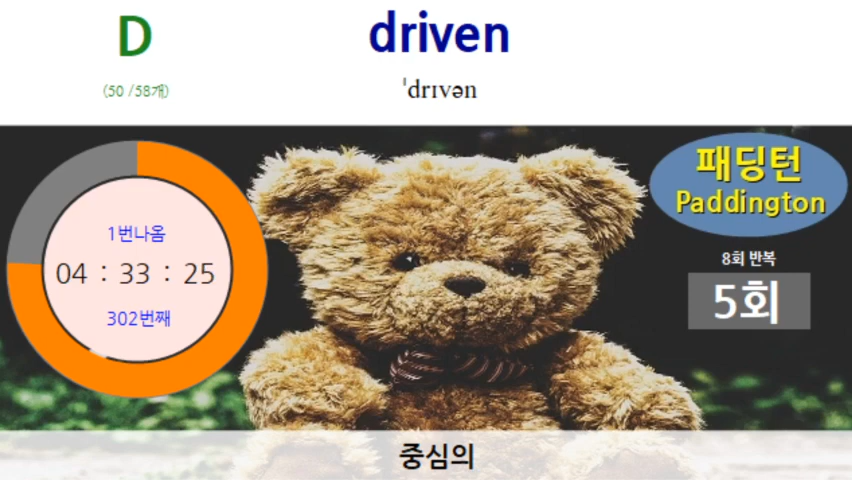 D
driven
(50 /58개)
ˈdrɪvən
패딩턴
Paddington
1번나옴
04 : 33 : 25
302번째
8회 반복
5회
중심의